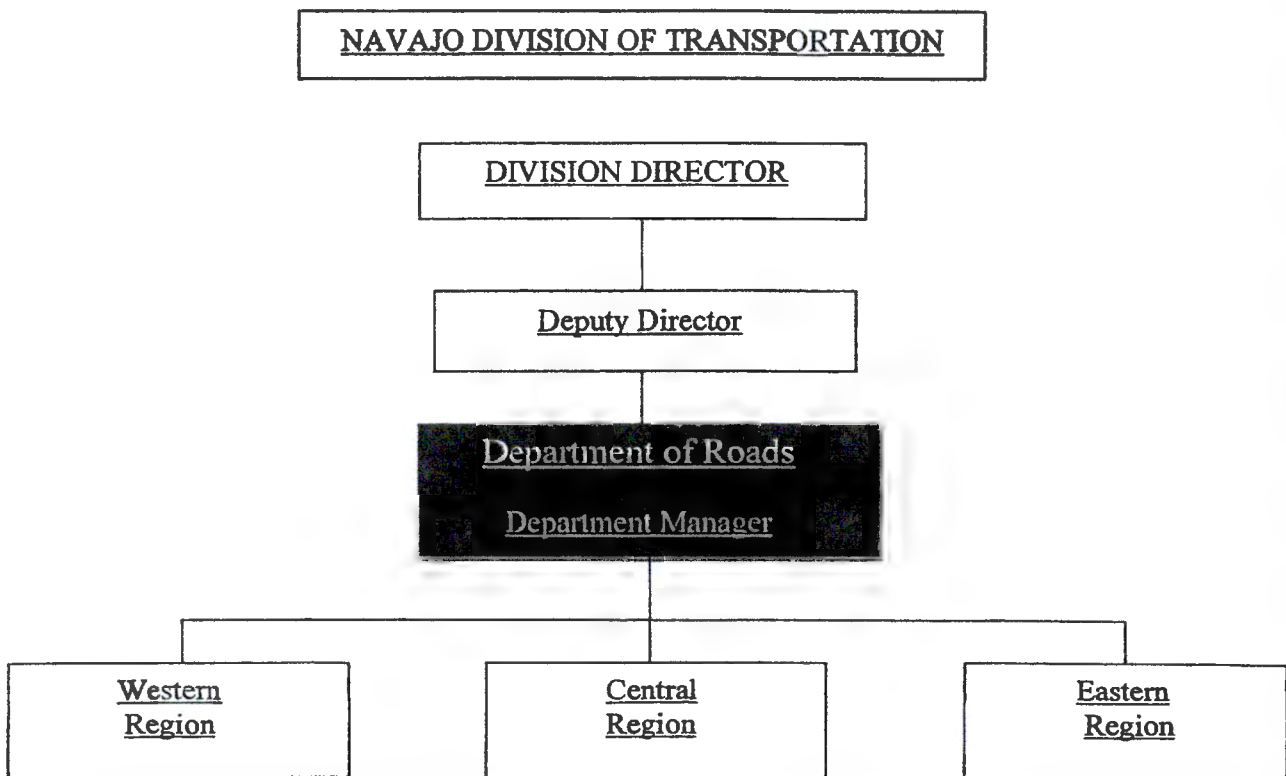 NAVAJO DIVISION OF TRANSPORTATION
DIVISION DIRECTOR
Deputy Director
Department of Roads
Department Manager
Western
Region
Central
Region
Eastern
Region